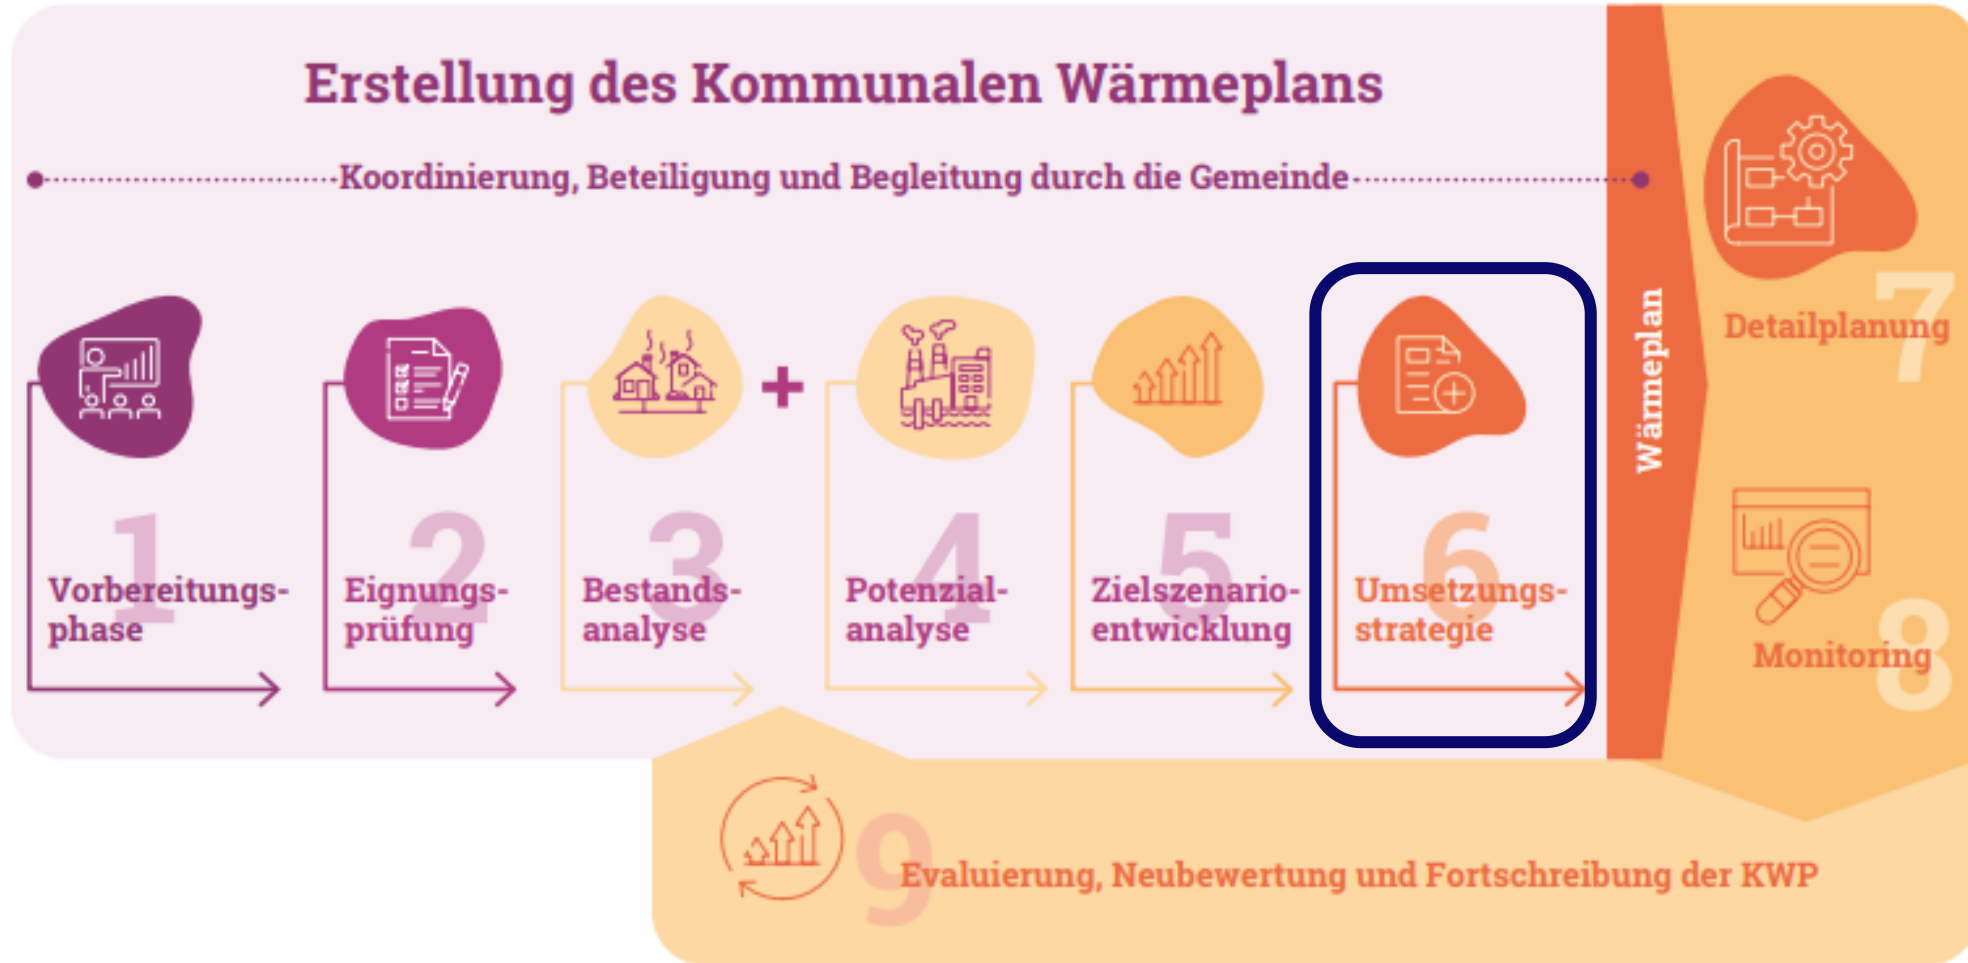 Erstellung des Kommunalen Wärmeplans
Koordinierung, Beteiligung und Begleitung durch die Gemeinde
1
Vorbereitungs-
phase
2
Eignungs-
prüfung
3
Bestands-
analyse
+
4
Potenzial-
analyse
5
Zielszenario-
entwicklung
6
Umsetzungs-
strategie
Wärmeplan
7
Detailplanung
8
Monitoring
9
Evaluierung, Neubewertung und Fortschreibung der KWP